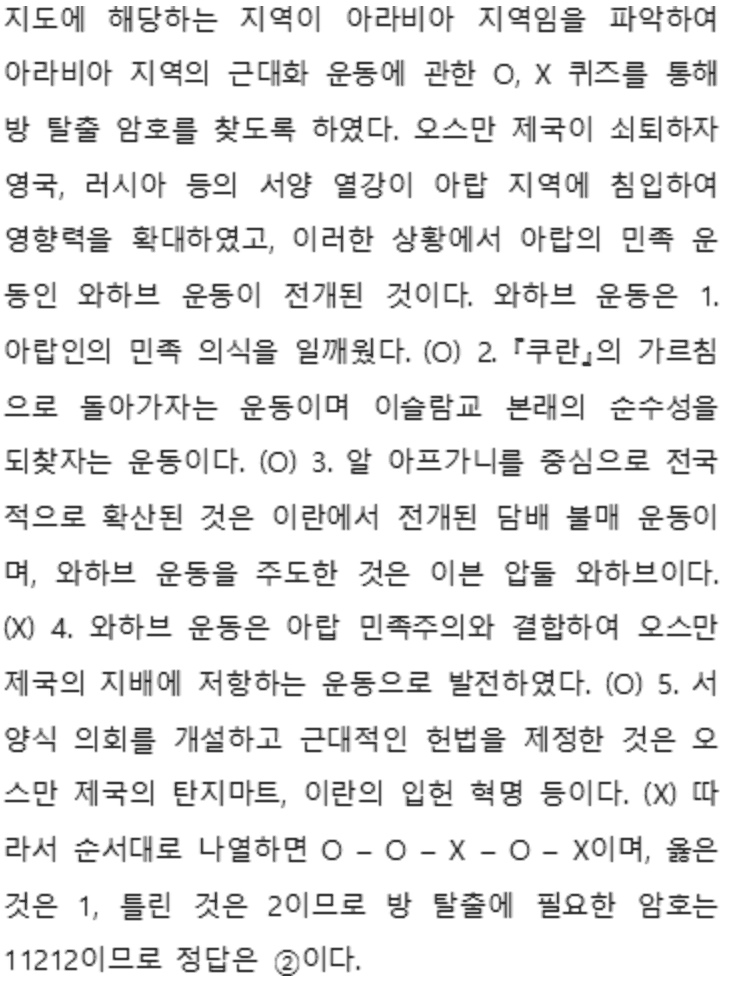 지도에 해당하는 지역이 아라비아 지역임을 파악하여
아라비아 지역의 근대화 운동에 관한 O, X 퀴즈를 통해
방 탈출 암호를 찾도록 하였다. 오스만 제국이 쇠퇴하자
영국, 러시아 등의 서양 열강이 아랍 지역에 침입하여
영향력을 확대하였고, 이러한 상황에서 아랍의 민족 운
동인 와하브 운동이 전개된 것이다. 와하브 운동은 1.
아랍인의 민족 의식을 일깨웠다. (O) 2. 『쿠란』의 가르침
으로 돌아가자는 운동이며 이슬람교 본래의 순수성을
되찾자는 운동이다. (O) 3. 알 아프가니를 중심으로 전국
적으로 확산된 것은 이란에서 전개된 담배 불매 운동이
며, 와하브 운동을 주도한 것은 이븐 압둘 와하브이다.
(X) 4. 와하브 운동은 아랍 민족주의와 결합하여 오스만
제국의 지배에 저항하는 운동으로 발전하였다. (O) 5. 서
양식 의회를 개설하고 근대적인 헌법을 제정한 것은 오
스만 제국의 탄지마트, 이란의 입헌 혁명 등이다. (X) 따
라서 순서대로 나열하면 O – O – X – O – X이며, 옳은
것은 1, 틀린 것은 2이므로 방 탈출에 필요한 암호는
11212이므로 정답은 ②이다.